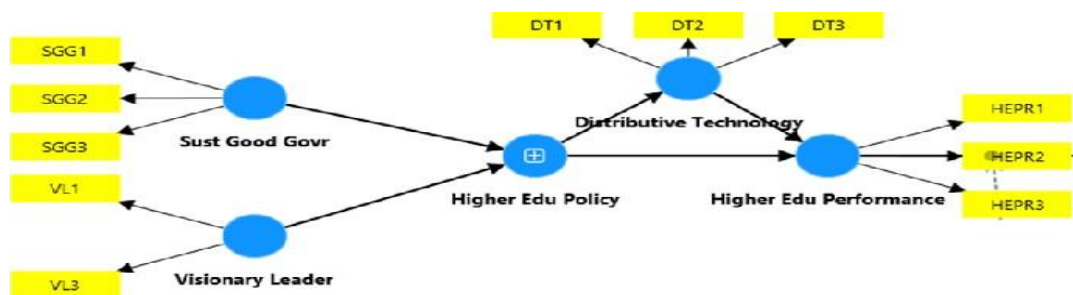 DT1
DT2
DT3
SGG1
SGG2
SGG3
Sust Good Govr
Distributive Technology
HEPR1
HEPR2
HEPR3
VL1
VL3
Higher Edu Policy
Higher Edu Performance
Visionary Leader